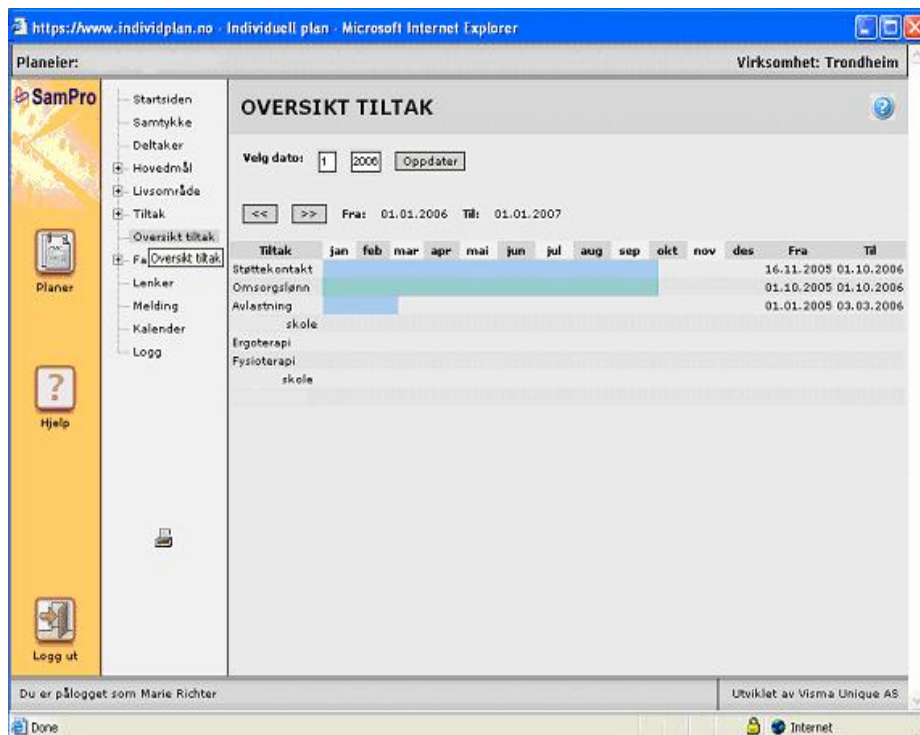 https://www.individplan.no - Individuell plan - Microsoft Internet Explorer
Planeier: Virksomhet: Trondheim
SamPro
Startsiden
Samtykke
Deltaker
Hovedmål
Livsområde
Tiltak
Oversikt tiltak
Fa Oversikt tiltak
Lenker
Melding
Kalender
Logg
Planer
Hjelp
Logg ut
OVERSIKT TILTAK
Velg dato: 1 2006 Oppdater
<< >> Fra: 01.01.2006 Til: 01.01.2007
Tiltak jan feb mar apr mai jun jul aug sep okt nov des Fra Til
Støttekontakt 16.11.2005 01.10.2006
Omsorgslønn 01.10.2005 01.10.2006
Avlastning 01.01.2005 03.03.2006
skole
Ergoterapi
Fysioterapi
skole
Du er pålogget som Marie Richter Utviklet av Visma Unique AS
Done Internet